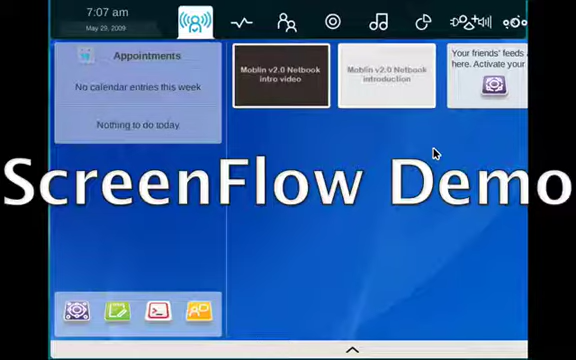 7:07 am
May 29, 2009
Appointments
No calendar entries this week
Nothing to do today
Moblin v2.0 Netbook
intro video
Moblin v2.0 Netbook
introduction
Your friends' feeds a
here. Activate your
ScreenFlow Demo